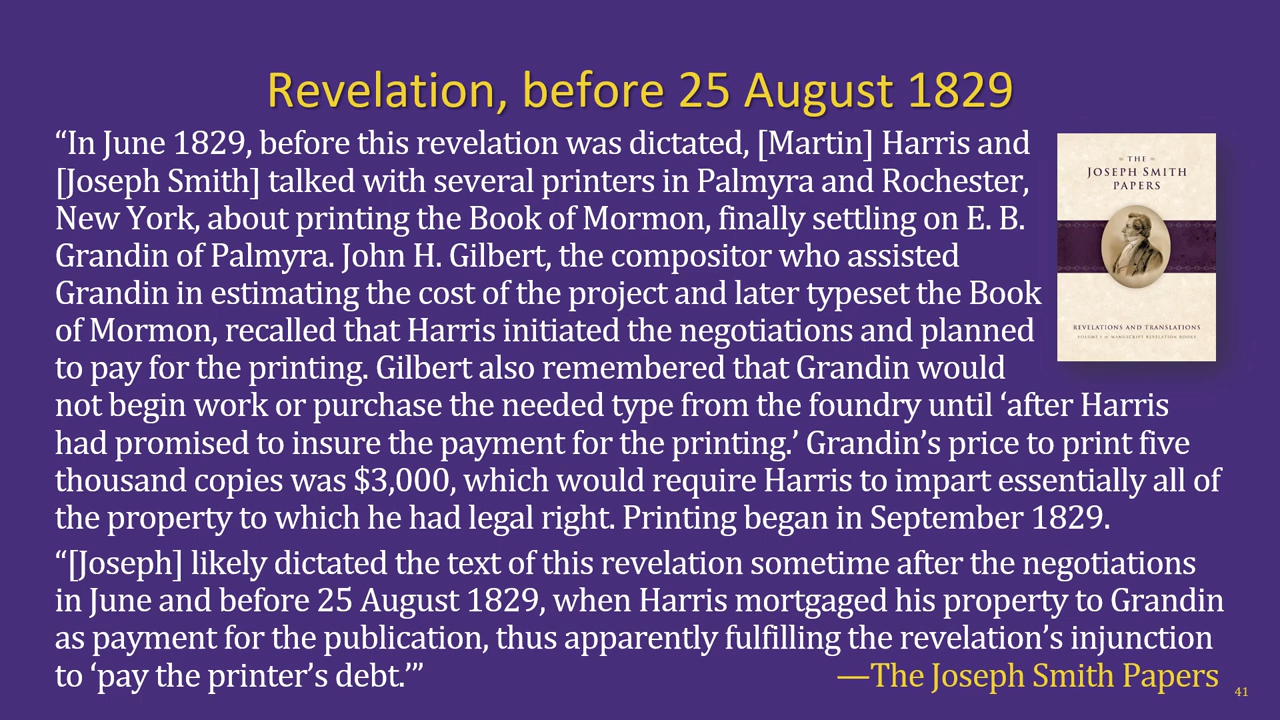 Revelation, before 25 August 1829
“In June 1829, before this revelation was dictated, [Martin] Harris and
[Joseph Smith] talked with several printers in Palmyra and Rochester,
New York, about printing the Book of Mormon, finally settling on E. B.
Grandin of Palmyra. John H. Gilbert, the compositor who assisted
Grandin in estimating the cost of the project and later typeset the Book
of Mormon, recalled that Harris initiated the negotiations and planned
to pay for the printing. Gilbert also remembered that Grandin would
not begin work or purchase the needed type from the foundry until ‘after Harris
had promised to insure the payment for the printing.’ Grandin’s price to print five
thousand copies was $3,000, which would require Harris to impart essentially all of
the property to which he had legal right. Printing began in September 1829.
“[Joseph] likely dictated the text of this revelation sometime after the negotiations
in June and before 25 August 1829, when Harris mortgaged his property to Grandin
as payment for the publication, thus apparently fulfilling the revelation’s injunction
to ‘pay the printer’s debt.’”
—The Joseph Smith Papers
THE
JOSEPH SMITH
PAPERS
REVELATIONS AND TRANSLATIONS
VOLUME 1 MANUSCRIPT REVELATION BOOKS
41